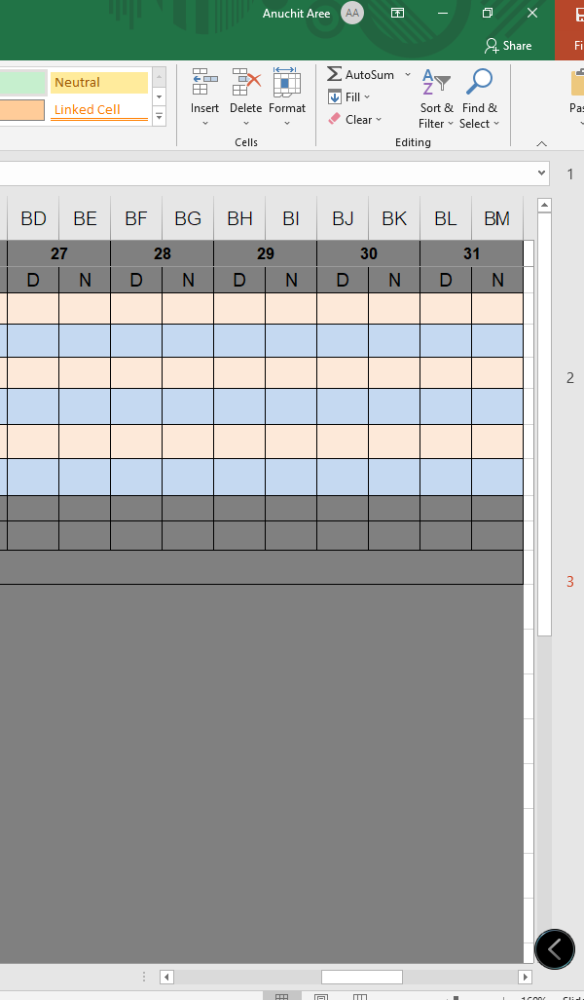 Anuchit Aree AA
Share
Fi
Neutral
Linked Cell
Insert Delete Format
AutoSum
Fill
Clear
Sort & Filter
Find & Select
Pas
Cells
Editing
1
BD BE BF BG BH BI BJ BK BL BM
27 28 29 30 31
D N D N D N D N D N
2
3